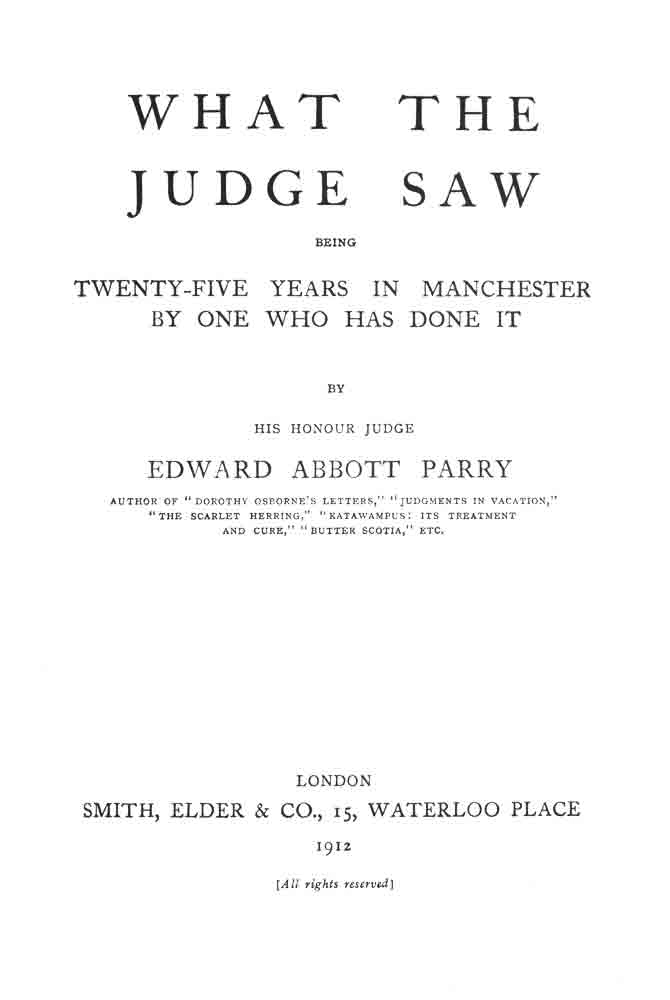 WHAT THE
JUDGE SAW
BEING
TWENTY-FIVE YEARS IN MANCHESTER
BY ONE WHO HAS DONE IT
BY
HIS HONOUR JUDGE
EDWARD ABBOTT PARRY
AUTHOR OF "DOROTHY OSBORNE'S LETTERS," "JUDGMENTS IN VACATION,"
"THE SCARLET HERRING," "KATAWAMPUS: ITS TREATMENT
AND CURE," "BUTTER SCOTIA," ETC.
LONDON
SMITH, ELDER & CO., 15, WATERLOO PLACE
1912
[All rights reserved]